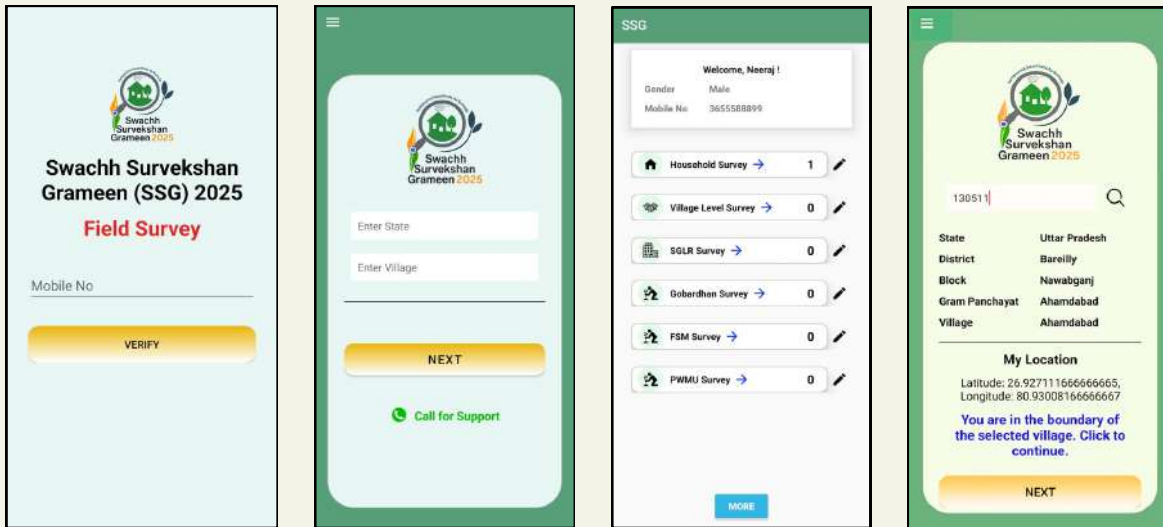 Swachh
Survekshan
Grameen 2025
Swachh Survekshan
Grameen (SSG) 2025
Field Survey
Mobile No
VERIFY
Swachh
Survekshan
Grameen 2025
Enter State
Enter Village
NEXT
Call for Support
SSG
Welcome, Neeraj !
Gender Male
Mobile No 3655588899
Household Survey → 1
Village Level Survey → 0
SGLR Survey → 0
Gobardhan Survey → 0
FSM Survey → 0
PWMU Survey → 0
MORE
Swachh
Survekshan
Grameen 2025
130511
State Uttar Pradesh
District Bareilly
Block Nawabganj
Gram Panchayat Ahamdabad
Village Ahamdabad
My Location
Latitude: 26.927111666666665,
Longitude: 80.93008166666667
You are in the boundary of
the selected village. Click to
continue.
NEXT